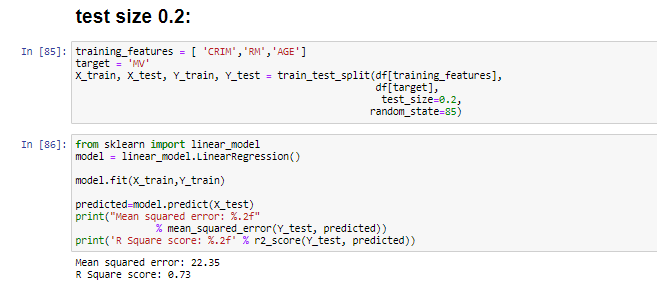 test size 0.2:
In [85]: training_features = [ 'CRIM','RM','AGE']
target = 'MV'
X_train, X_test, Y_train, Y_test = train_test_split(df[training_features],
df[target],
test_size=0.2,
random_state=85)
In [86]: from sklearn import linear_model
model = linear_model.LinearRegression()
model.fit(X_train,Y_train)
predicted=model.predict(X_test)
print("Mean squared error: %.2f"
% mean_squared_error(Y_test, predicted))
print('R Square score: %.2f' % r2_score(Y_test, predicted))
Mean squared error: 22.35
R Square score: 0.73